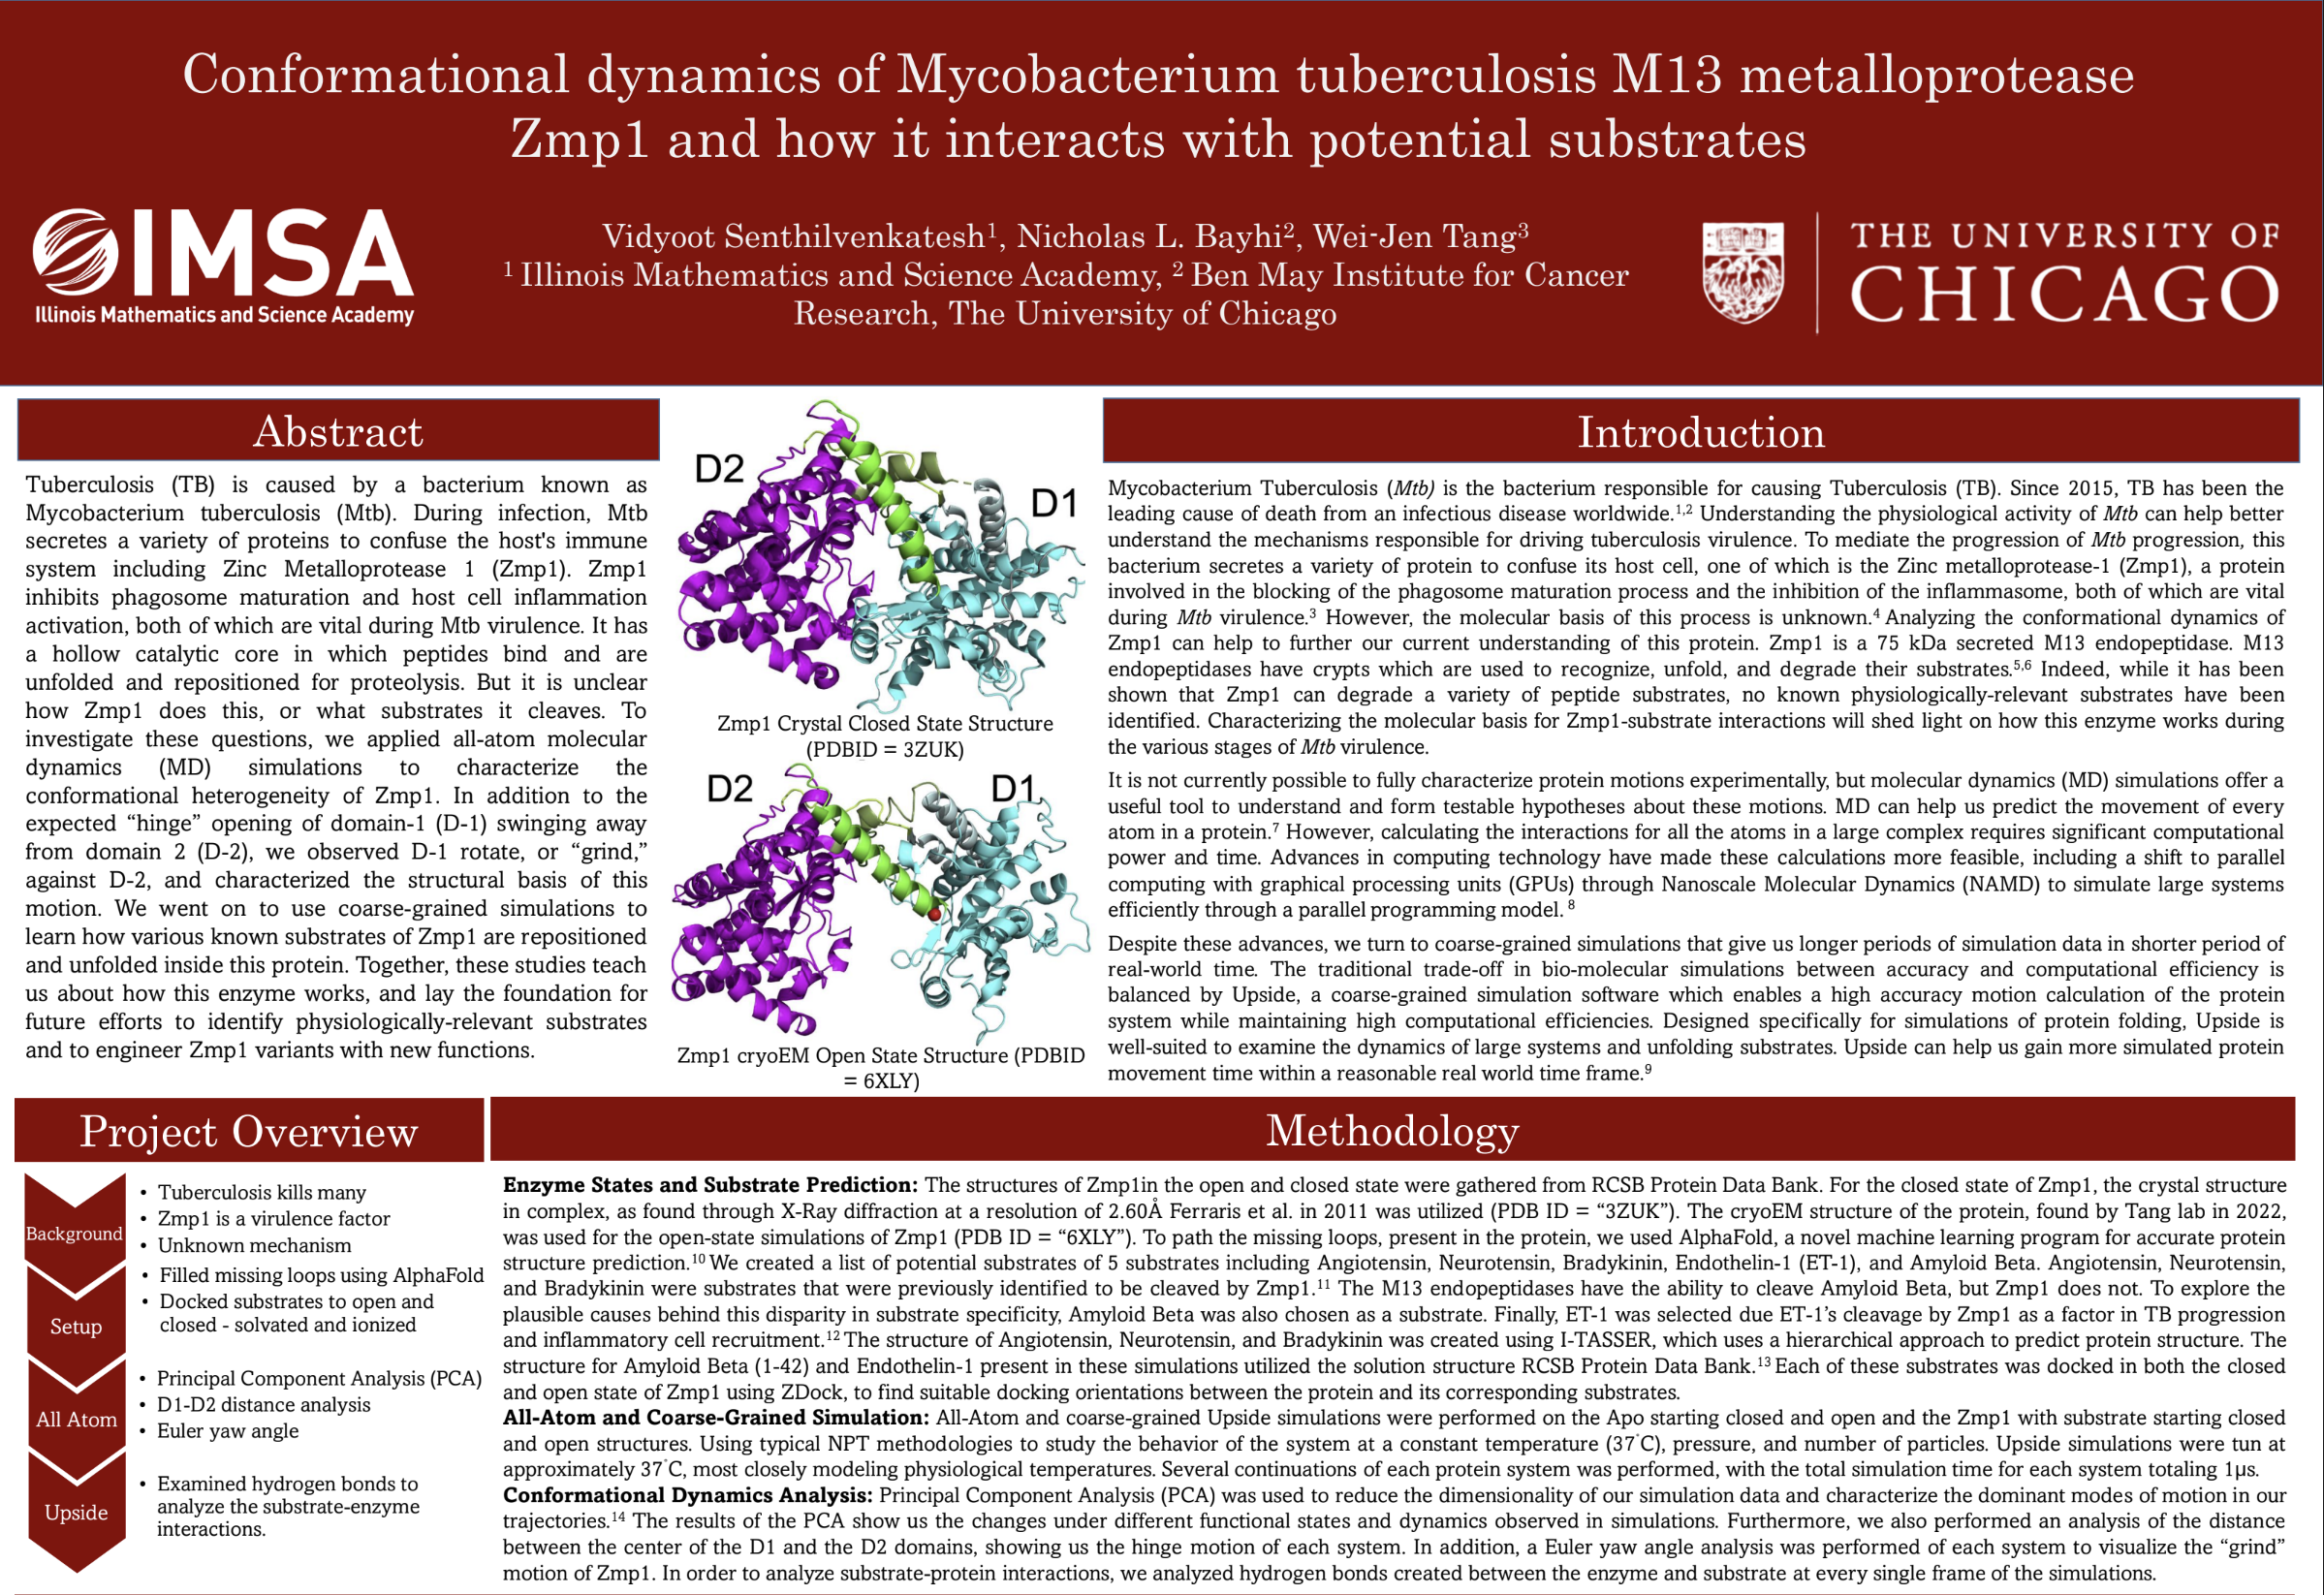 Conformational dynamics of Mycobacterium tuberculosis M13 metalloprotease
Zmp1 and how it interacts with potential substrates
IMSA
Illinois Mathematics and Science Academy
Vidyoot Senthilvenkatesh¹, Nicholas L. Bayhi², Wei-Jen Tang³
¹ Illinois Mathematics and Science Academy, ² Ben May Institute for Cancer
Research, The University of Chicago
THE UNIVERSITY OF
CHICAGO
Abstract
Tuberculosis (TB) is caused by a bacterium known as
Mycobacterium tuberculosis (Mtb). During infection, Mtb
secretes a variety of proteins to confuse the host's immune
system including Zinc Metalloprotease 1 (Zmp1). Zmp1
inhibits phagosome maturation and host cell inflammation
activation, both of which are vital during Mtb virulence. It has
a hollow catalytic core in which peptides bind and are
unfolded and repositioned for proteolysis. But it is unclear
how Zmp1 does this, or what substrates it cleaves. To
investigate these questions, we applied all-atom molecular
dynamics (MD) simulations to characterize the
conformational heterogeneity of Zmp1. In addition to the
expected “hinge” opening of domain-1 (D-1) swinging away
from domain 2 (D-2), we observed D-1 rotate, or “grind,”
against D-2, and characterized the structural basis of this
motion. We went on to use coarse-grained simulations to
learn how various known substrates of Zmp1 are repositioned
and unfolded inside this protein. Together, these studies teach
us about how this enzyme works, and lay the foundation for
future efforts to identify physiologically-relevant substrates
and to engineer Zmp1 variants with new functions.
D2
D1
Zmp1 Crystal Closed State Structure
(PDBID = 3ZUK)
D2
D1
Zmp1 cryoEM Open State Structure (PDBID
= 6XLY)
Introduction
Mycobacterium Tuberculosis (Mtb) is the bacterium responsible for causing Tuberculosis (TB). Since 2015, TB has been the
leading cause of death from an infectious disease worldwide.¹,² Understanding the physiological activity of Mtb can help better
understand the mechanisms responsible for driving tuberculosis virulence. To mediate the progression of Mtb progression, this
bacterium secretes a variety of protein to confuse its host cell, one of which is the Zinc metalloprotease-1 (Zmp1), a protein
involved in the blocking of the phagosome maturation process and the inhibition of the inflammasome, both of which are vital
during Mtb virulence.³ However, the molecular basis of this process is unknown.⁴ Analyzing the conformational dynamics of
Zmp1 can help to further our current understanding of this protein. Zmp1 is a 75 kDa secreted M13 endopeptidase. M13
endopeptidases have crypts which are used to recognize, unfold, and degrade their substrates.⁵,⁶ Indeed, while it has been
shown that Zmp1 can degrade a variety of peptide substrates, no known physiologically-relevant substrates have been
identified. Characterizing the molecular basis for Zmp1-substrate interactions will shed light on how this enzyme works during
the various stages of Mtb virulence.
It is not currently possible to fully characterize protein motions experimentally, but molecular dynamics (MD) simulations offer a
useful tool to understand and form testable hypotheses about these motions. MD can help us predict the movement of every
atom in a protein.⁷ However, calculating the interactions for all the atoms in a large complex requires significant computational
power and time. Advances in computing technology have made these calculations more feasible, including a shift to parallel
computing with graphical processing units (GPUs) through Nanoscale Molecular Dynamics (NAMD) to simulate large systems
efficiently through a parallel programming model. ⁸
Despite these advances, we turn to coarse-grained simulations that give us longer periods of simulation data in shorter period of
real-world time. The traditional trade-off in bio-molecular simulations between accuracy and computational efficiency is
balanced by Upside, a coarse-grained simulation software which enables a high accuracy motion calculation of the protein
system while maintaining high computational efficiencies. Designed specifically for simulations of protein folding, Upside is
well-suited to examine the dynamics of large systems and unfolding substrates. Upside can help us gain more simulated protein
movement time within a reasonable real world time frame.⁹
Project Overview
Background
• Tuberculosis kills many
• Zmp1 is a virulence factor
• Unknown mechanism
Setup
• Filled missing loops using AlphaFold
• Docked substrates to open and
closed - solvated and ionized
All Atom
• Principal Component Analysis (PCA)
• D1-D2 distance analysis
• Euler yaw angle
Upside
• Examined hydrogen bonds to
analyze the substrate-enzyme
interactions.
Methodology
Enzyme States and Substrate Prediction: The structures of Zmp1in the open and closed state were gathered from RCSB Protein Data Bank. For the closed state of Zmp1, the crystal structure
in complex, as found through X-Ray diffraction at a resolution of 2.60Å Ferraris et al. in 2011 was utilized (PDB ID = “3ZUK”). The cryoEM structure of the protein, found by Tang lab in 2022,
was used for the open-state simulations of Zmp1 (PDB ID = “6XLY”). To path the missing loops, present in the protein, we used AlphaFold, a novel machine learning program for accurate protein
structure prediction.¹⁰ We created a list of potential substrates of 5 substrates including Angiotensin, Neurotensin, Bradykinin, Endothelin-1 (ET-1), and Amyloid Beta. Angiotensin, Neurotensin,
and Bradykinin were substrates that were previously identified to be cleaved by Zmp1.¹¹ The M13 endopeptidases have the ability to cleave Amyloid Beta, but Zmp1 does not. To explore the
plausible causes behind this disparity in substrate specificity, Amyloid Beta was also chosen as a substrate. Finally, ET-1 was selected due ET-1’s cleavage by Zmp1 as a factor in TB progression
and inflammatory cell recruitment.¹² The structure of Angiotensin, Neurotensin, and Bradykinin was created using I-TASSER, which uses a hierarchical approach to predict protein structure. The
structure for Amyloid Beta (1-42) and Endothelin-1 present in these simulations utilized the solution structure RCSB Protein Data Bank.¹³ Each of these substrates was docked in both the closed
and open state of Zmp1 using ZDock, to find suitable docking orientations between the protein and its corresponding substrates.
All-Atom and Coarse-Grained Simulation: All-Atom and coarse-grained Upside simulations were performed on the Apo starting closed and open and the Zmp1 with substrate starting closed
and open structures. Using typical NPT methodologies to study the behavior of the system at a constant temperature (37°C), pressure, and number of particles. Upside simulations were tun at
approximately 37°C, most closely modeling physiological temperatures. Several continuations of each protein system was performed, with the total simulation time for each system totaling 1μs.
Conformational Dynamics Analysis: Principal Component Analysis (PCA) was used to reduce the dimensionality of our simulation data and characterize the dominant modes of motion in our
trajectories.¹⁴ The results of the PCA show us the changes under different functional states and dynamics observed in simulations. Furthermore, we also performed an analysis of the distance
between the center of the D1 and the D2 domains, showing us the hinge motion of each system. In addition, a Euler yaw angle analysis was performed of each system to visualize the “grind”
motion of Zmp1. In order to analyze substrate-protein interactions, we analyzed hydrogen bonds created between the enzyme and substrate at every single frame of the simulations.